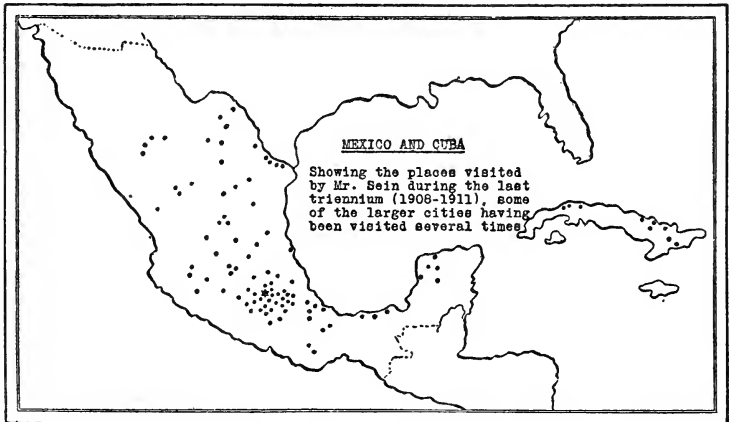 MEXICO AND CUBA
Showing the places visited
by Mr. Sein during the last
triennium (1908-1911), some
of the larger cities having
been visited several times